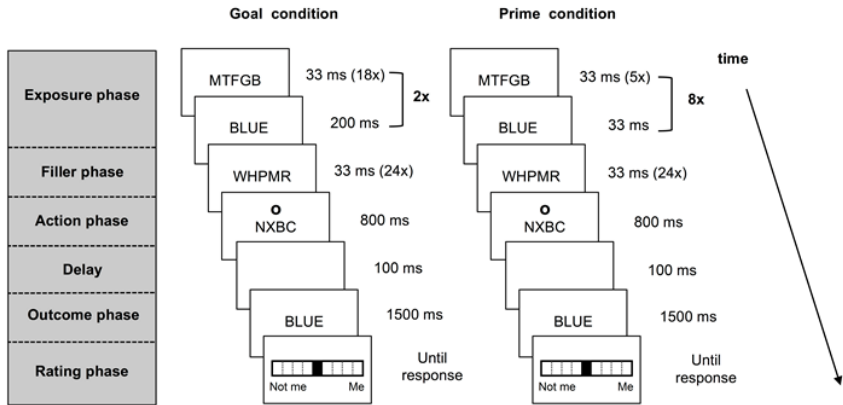 Goal condition
Prime condition
time
Exposure phase
MTFGB
33 ms (18x)
2x
BLUE
200 ms
MTFGB
33 ms (5x)
8x
BLUE
33 ms
Filler phase
WHPMR
33 ms (24x)
WHPMR
33 ms (24x)
Action phase
o
NXBC
800 ms
o
NXBC
800 ms
Delay
100 ms
100 ms
Outcome phase
BLUE
1500 ms
BLUE
1500 ms
Rating phase
Not me Me
Until
response
Not me Me
Until
response